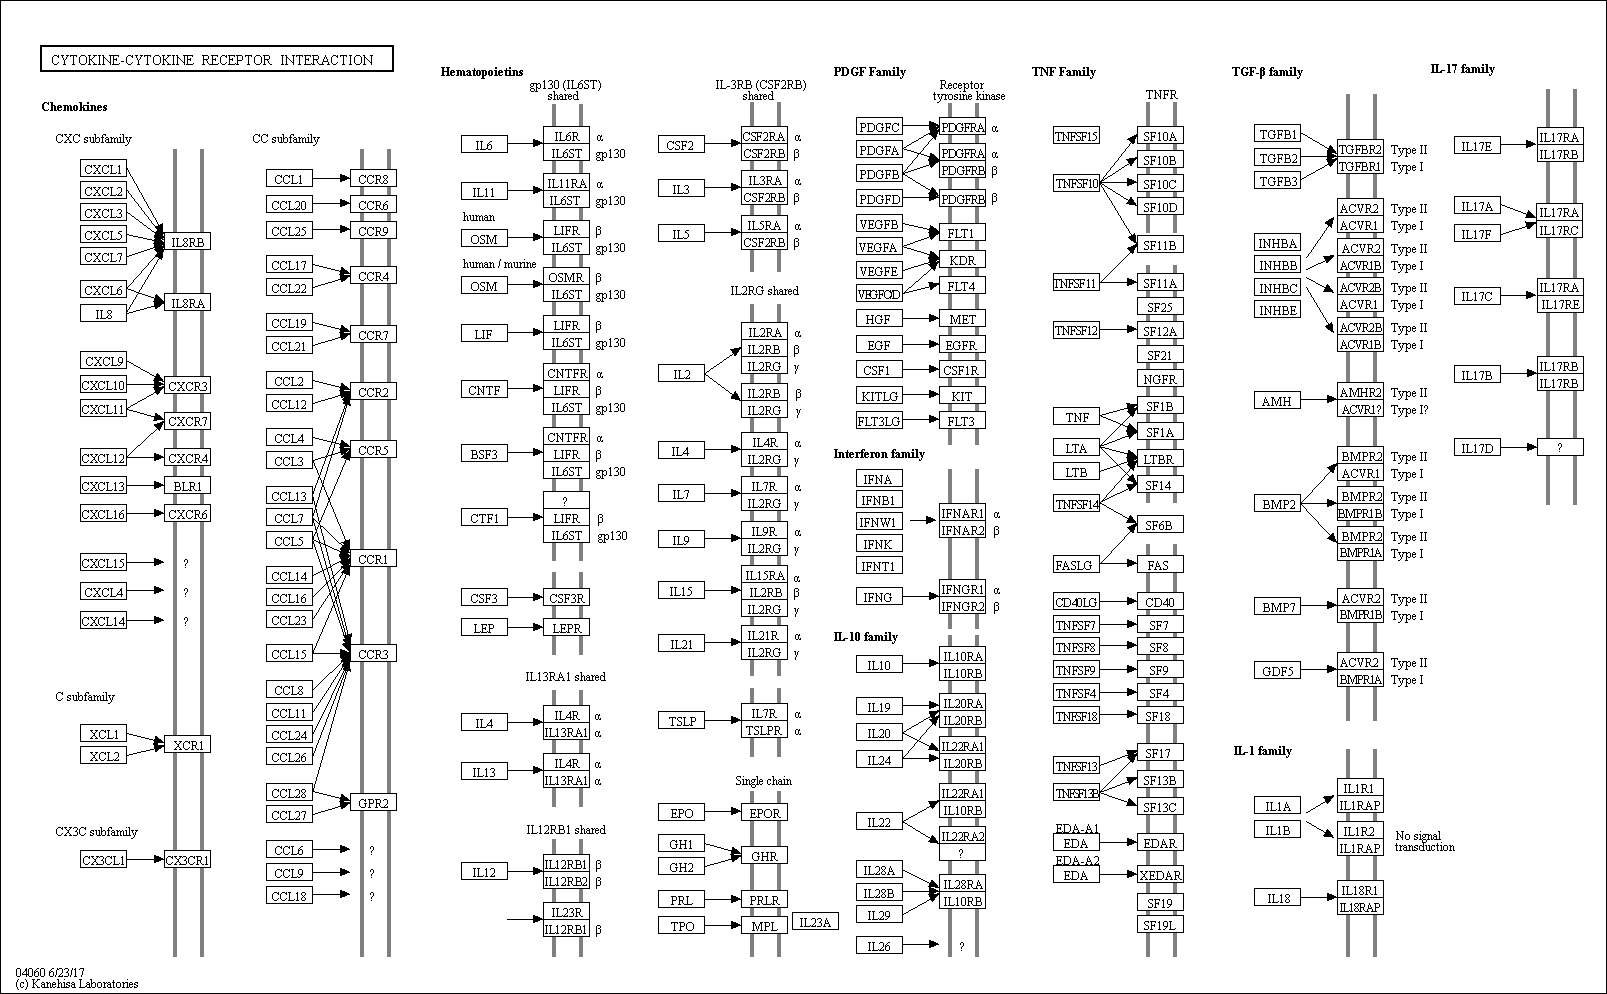 CYTOKINE-CYTOKINE RECEPTOR INTERACTION
Chemokines
CXC subfamily
CXCL1
CXCL2
CXCL3
CXCL5
CXCL7
IL8RB
CXCL6
IL8
IL8RA
CXCL9
CXCL10
CXCL11
CXCR3
CXCR7
CXCL12
CXCR4
CXCL13
BLR1
CXCL16
CXCR6
CXCL15
?
CXCL4
?
CXCL14
?
C subfamily
XCL1
XCL2
XCR1
CX3C subfamily
CX3CL1
CX3CR1
CC subfamily
CCL1
CCR8
CCL20
CCR6
CCL25
CCR9
CCL17
CCL22
CCR4
CCL19
CCL21
CCR7
CCL2
CCL12
CCR2
CCL4
CCL3
CCR5
CCL13
CCL7
CCL5
CCR1
CCL14
CCL16
CCL23
CCL15
CCR3
CCL8
CCL11
CCL24
CCL26
CCL28
CCL27
GPR2
CCL6
?
CCL9
?
CCL18
?
Hematopoietins
gp130 (IL6ST)
shared
IL6
IL6R α
IL6ST gp130
IL11
IL11RA α
IL6ST gp130
human
OSM
LIFR β
IL6ST gp130
human / murine
OSM
OSMR β
IL6ST gp130
LIF
LIFR β
IL6ST gp130
CNTF
CNTFR α
LIFR β
IL6ST gp130
BSF3
CNTFR α
LIFR β
IL6ST gp130
CTF1
?
LIFR β
IL6ST gp130
CSF3
CSF3R
LEP
LEPR
IL13RA1 shared
IL4
IL4R α
IL13RA1 α
IL13
IL4R α
IL13RA1 α
IL12RB1 shared
IL12
IL12RB1 β
IL12RB2 β
IL23R
IL12RB1 β
IL-3RB (CSF2RB)
shared
CSF2
CSF2RA α
CSF2RB β
IL3
IL3RA α
CSF2RB β
IL5
IL5RA α
CSF2RB β
IL2RG shared
IL2
IL2RA α
IL2RB β
IL2RG γ
IL2RB β
IL2RG γ
IL4
IL4R α
IL2RG γ
IL7
IL7R α
IL2RG γ
IL9
IL9R α
IL2RG γ
IL15
IL15RA α
IL2RB β
IL2RG γ
IL21
IL21R α
IL2RG γ
TSLP
IL7R α
TSLPR α
Single chain
EPO
EPOR
GH1
GH2
GHR
PRL
PRLR
TPO
MPL
IL23A
PDGF Family
Receptor
tyrosine kinase
PDGFC
PDGFA
PDGFB
PDGFD
PDGFRA α
PDGFRA α
PDGFRB β
PDGFRB β
VEGFB
VEGFA
VEGFE
VEGFC/D
FLT1
KDR
FLT4
HGF
MET
EGF
EGFR
CSF1
CSF1R
KITLG
KIT
FLT3LG
FLT3
Interferon family
IFNA
IFNB1
IFNW1
IFNK
IFNT1
IFNAR1 α
IFNAR2 β
IFNG
IFNGR1 α
IFNGR2 β
IL-10 family
IL10
IL10RA
IL10RB
IL19
IL20
IL24
IL20RA
IL20RB
IL22RA1
IL20RB
IL22
IL22RA1
IL10RB
IL22RA2
?
IL28A
IL28B
IL29
IL28RA
IL10RB
IL26
?
TNF Family
TNFR
TNFSF15
SF10A
SF10B
TNFSF10
SF10C
SF10D
SF11B
TNFSF11
SF11A
SF25
TNFSF12
SF12A
SF21
NGFR
TNF
SF1B
SF1A
LTA
LTB
LTBR
SF14
TNFSF14
SF6B
FASLG
FAS
CD40LG
CD40
TNFSF7
SF7
TNFSF8
SF8
TNFSF9
SF9
TNFSF4
SF4
TNFSF18
SF18
TNFSF13
SF17
TNFSF13B
SF13B
SF13C
EDA-A1
EDA
EDAR
EDA-A2
EDA
XEDAR
SF19
SF19L
TGF-β family
TGFB1
TGFB2
TGFB3
TGFBR2 Type II
TGFBR1 Type I
INHBA
INHBB
INHBC
INHBE
ACVR2 Type II
ACVR1 Type I
ACVR2 Type II
ACVR1B Type I
ACVR2B Type II
ACVR1 Type I
ACVR2B Type II
ACVR1B Type I
AMH
AMHR2 Type II
ACVR1? Type I?
BMP2
BMPR2 Type II
ACVR1 Type I
BMPR2 Type II
BMPR1B Type I
BMPR2 Type II
BMPR1A Type I
BMP7
ACVR2 Type II
BMPR1B Type I
GDF5
ACVR2 Type II
BMPR1A Type I
IL-1 family
IL1A
IL1B
IL1R1
IL1RAP
IL1R2
IL1RAP
No signal
transduction
IL18
IL18R1
IL18RAP
IL-17 family
IL17E
IL17RA
IL17RB
IL17A
IL17F
IL17RA
IL17RC
IL17C
IL17RA
IL17RE
IL17B
IL17RB
IL17RB
IL17D
?
04060 6/23/17
(c) Kanehisa Laboratories